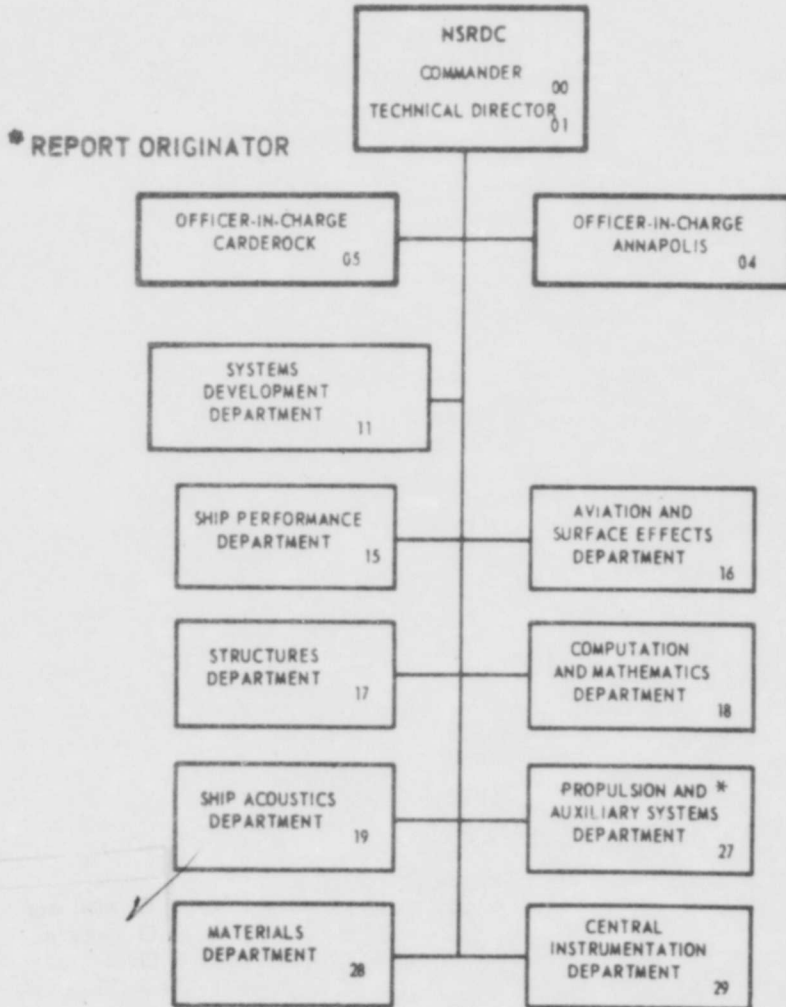 NSRDC
COMMANDER 00
TECHNICAL DIRECTOR 01
* REPORT ORIGINATOR
OFFICER-IN-CHARGE
CARDEROCK 05
OFFICER-IN-CHARGE
ANNAPOLIS 04
SYSTEMS
DEVELOPMENT
DEPARTMENT 11
SHIP PERFORMANCE
DEPARTMENT 15
AVIATION AND
SURFACE EFFECTS
DEPARTMENT 16
STRUCTURES
DEPARTMENT 17
COMPUTATION
AND MATHEMATICS
DEPARTMENT 18
SHIP ACOUSTICS
DEPARTMENT 19
PROPULSION AND *
AUXILIARY SYSTEMS
DEPARTMENT 27
MATERIALS
DEPARTMENT 28
CENTRAL
INSTRUMENTATION
DEPARTMENT 29